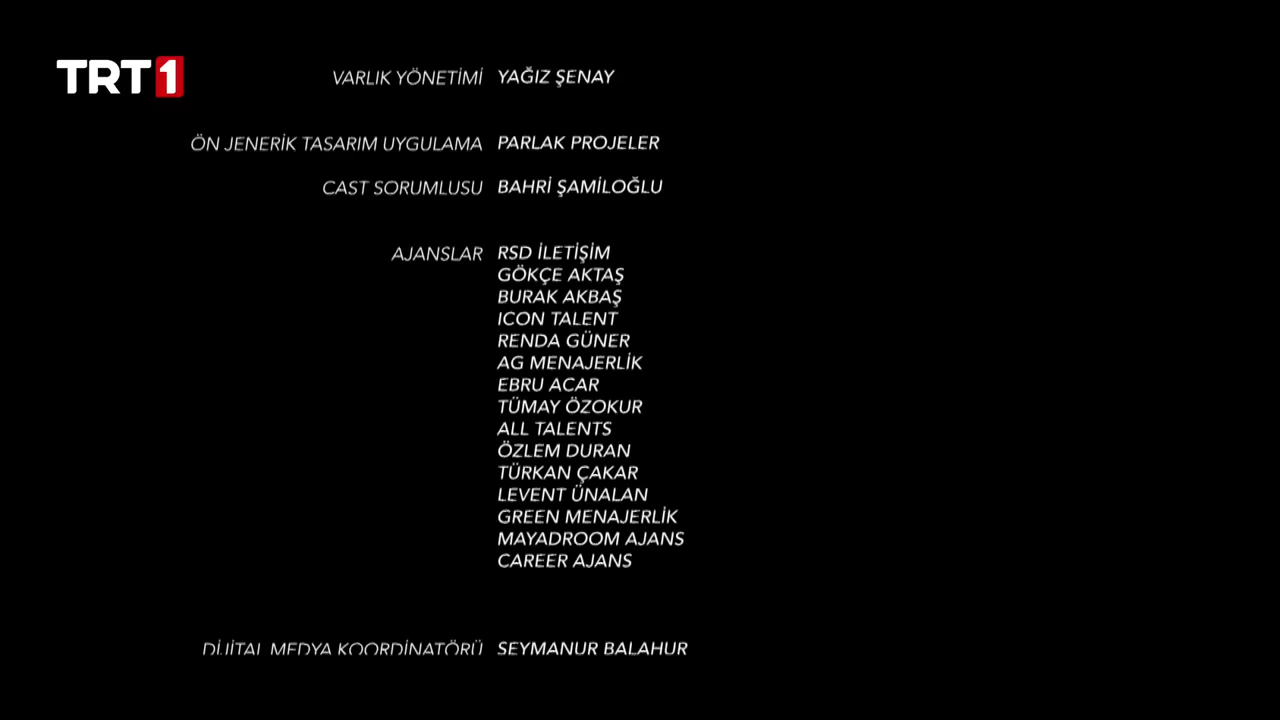 TRT 1
VARLIK YÖNETİMİ YAĞIZ ŞENAY
ÖN JENERİK TASARIM UYGULAMA PARLAK PROJELER
CAST SORUMLUSU BAHRİ ŞAMİLOĞLU
AJANSLAR RSD İLETİŞİM
GÖKÇE AKTAŞ
BURAK AKBAŞ
ICON TALENT
RENDA GÜNER
AG MENAJERLİK
EBRU ACAR
TÜMAY ÖZOKUR
ALL TALENTS
ÖZLEM DURAN
TÜRKAN ÇAKAR
LEVENT ÜNALAN
GREEN MENAJERLİK
MAYADROOM AJANS
CAREER AJANS
DİJİTAL MEDYA KOORDİNATÖRÜ SEYMANUR BALAHUR